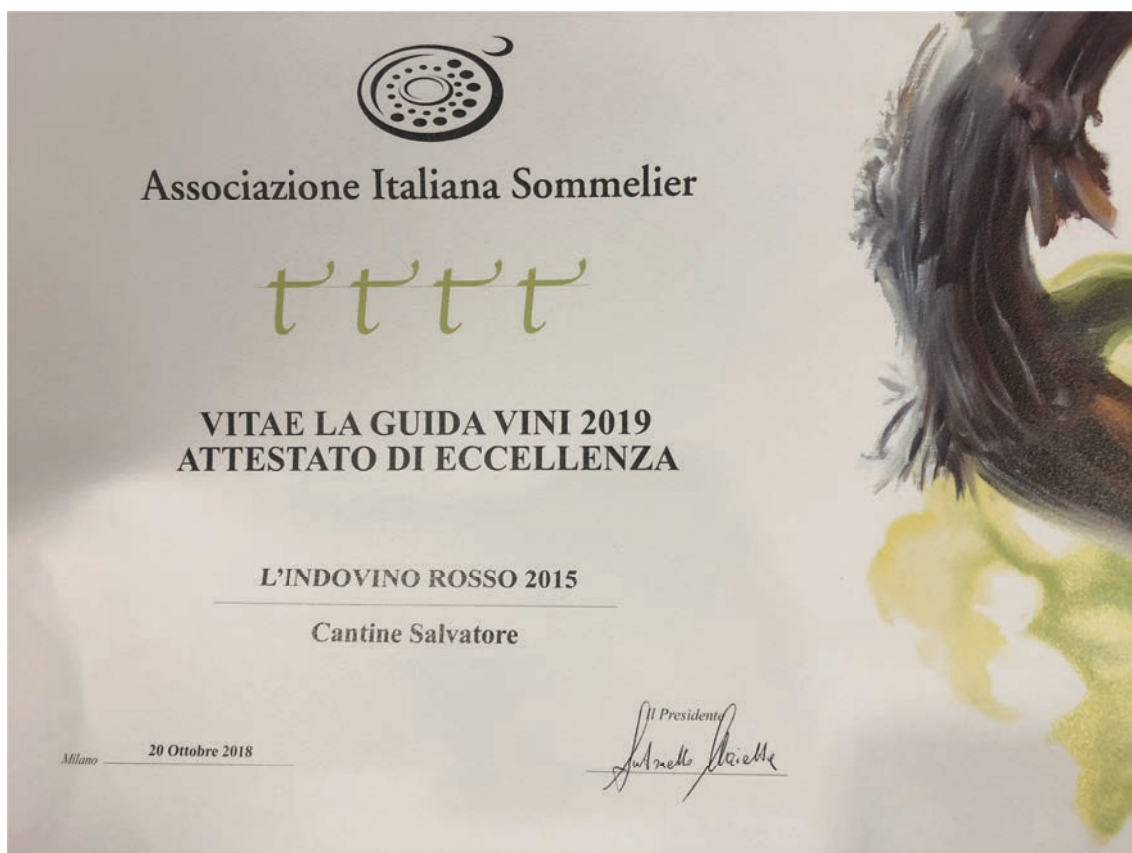 Associazione Italiana Sommelier
t t t t
VITAE LA GUIDA VINI 2019
ATTESTATO DI ECCELLENZA
L'INDOVINO ROSSO 2015
Cantine Salvatore
Il Presidente
Milano 20 Ottobre 2018